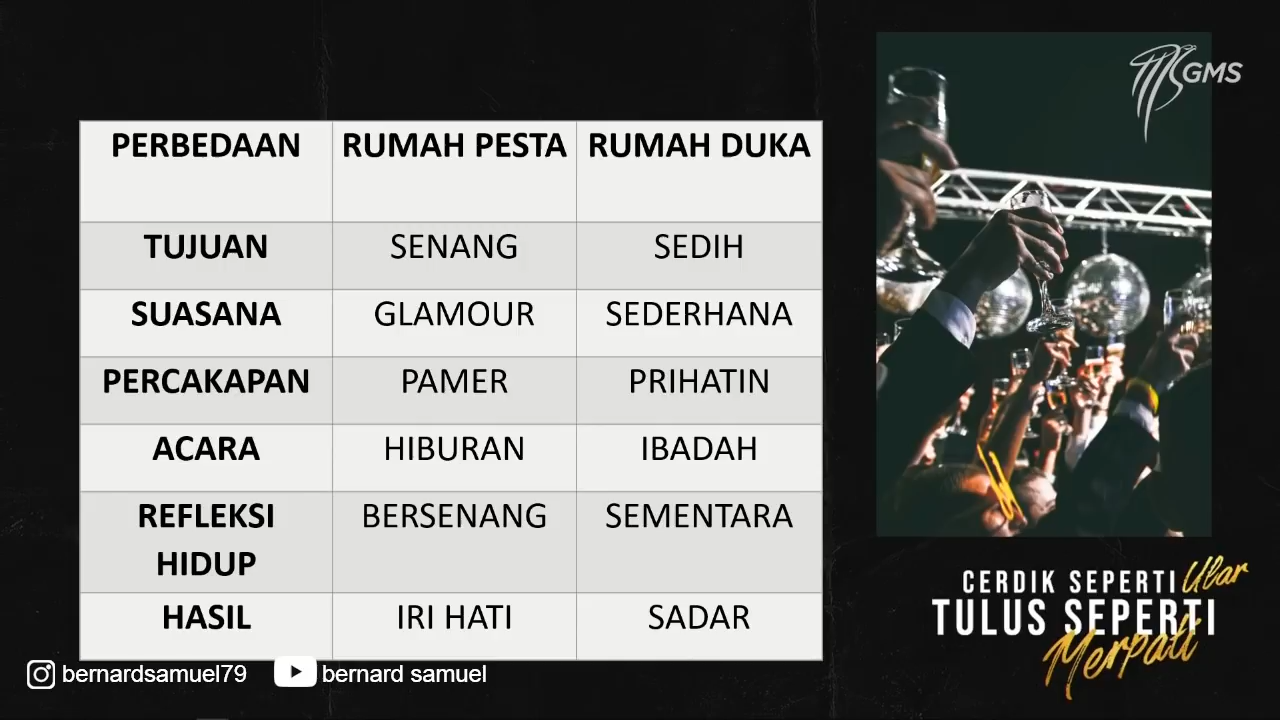 PERBEDAAN RUMAH PESTA RUMAH DUKA
TUJUAN SENANG SEDIH
SUASANA GLAMOUR SEDERHANA
PERCAKAPAN PAMER PRIHATIN
ACARA HIBURAN IBADAH
REFLEKSI HIDUP BERSENANG SEMENTARA
HASIL IRI HATI SADAR
bernardsamuel79 bernard samuel
GMS
CERDIK SEPERTI Ular
TULUS SEPERTI
Merpati